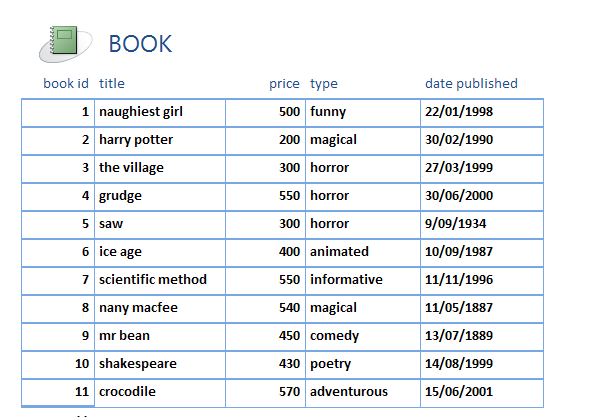 BOOK
book id title price type date published
1 naughiest girl 500 funny 22/01/1998
2 harry potter 200 magical 30/02/1990
3 the village 300 horror 27/03/1999
4 grudge 550 horror 30/06/2000
5 saw 300 horror 9/09/1934
6 ice age 400 animated 10/09/1987
7 scientific method 550 informative 11/11/1996
8 nany macfee 540 magical 11/05/1887
9 mr bean 450 comedy 13/07/1889
10 shakespeare 430 poetry 14/08/1999
11 crocodile 570 adventurous 15/06/2001